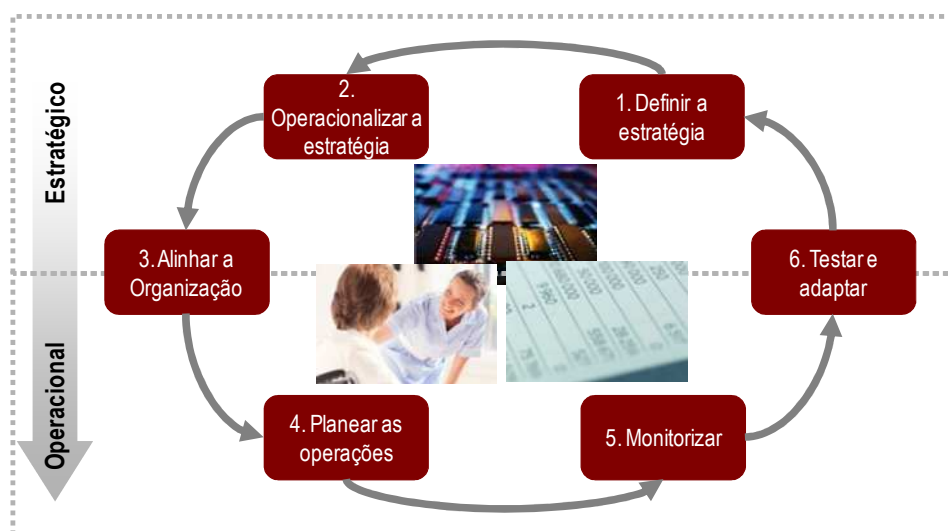 Estratégico
Operacional
1. Definir a
estratégia
2.
Operacionalizar a
estratégia
3. Alinhar a
Organização
4. Planear as
operações
5. Monitorizar
6. Testar e
adaptar